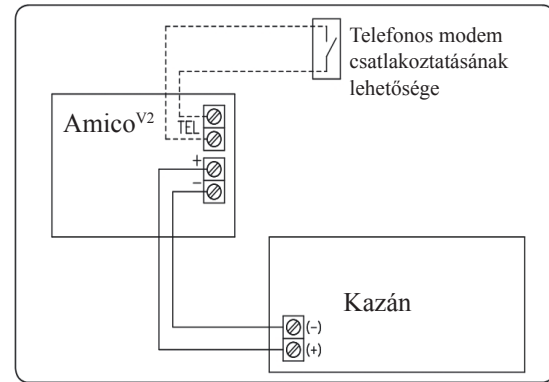 Telefonos modem
csatlakoztatásának
lehetősége
Amico V2
TEL
+
−
Kazán
(-)
(+)